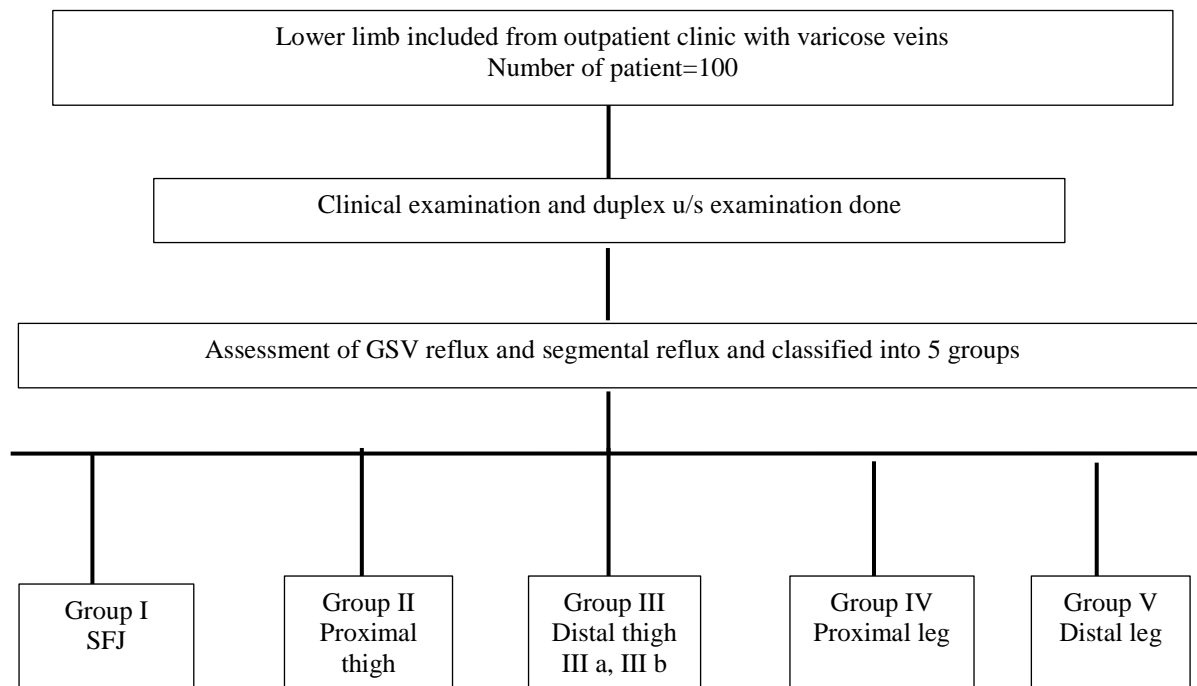 Lower limb included from outpatient clinic with varicose veins
Number of patient=100
Clinical examination and duplex u/s examination done
Assessment of GSV reflux and segmental reflux and classified into 5 groups
Group I
SFJ
Group II
Proximal
thigh
Group III
Distal thigh
III a, III b
Group IV
Proximal leg
Group V
Distal leg